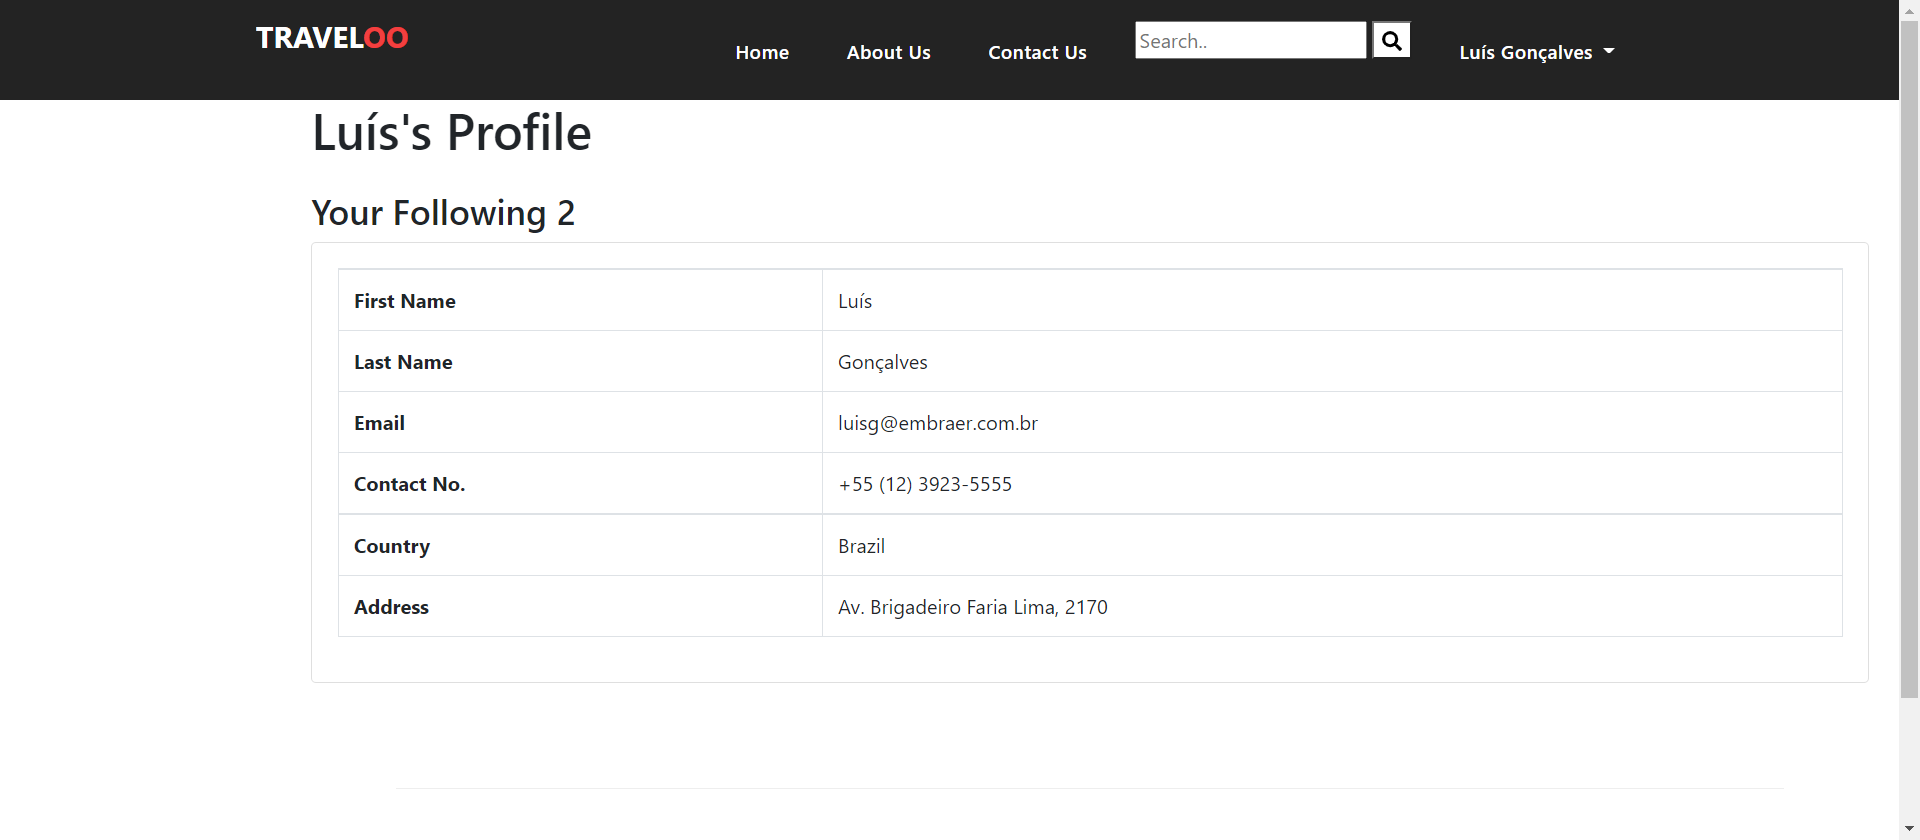 TRAVELOO
Home About Us Contact Us Search.. Luís Gonçalves
Luís's Profile
Your Following 2
First Name Luís
Last Name Gonçalves
Email luisg@embraer.com.br
Contact No. +55 (12) 3923-5555
Country Brazil
Address Av. Brigadeiro Faria Lima, 2170